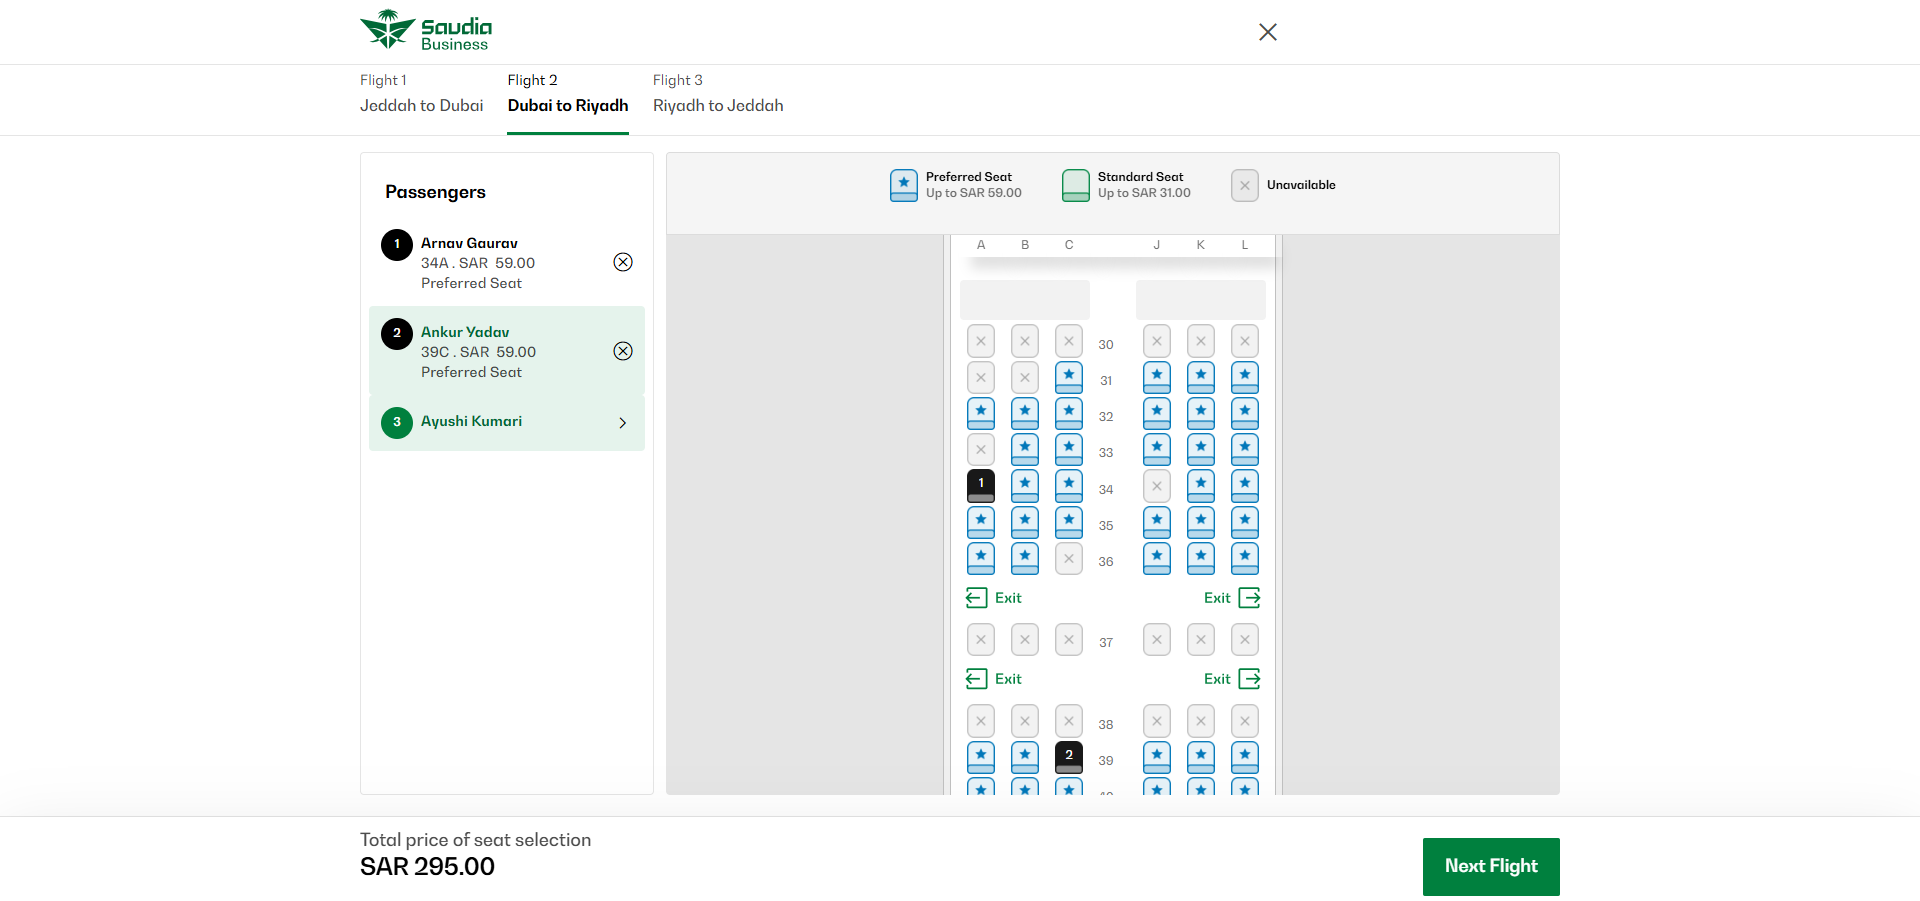 Saudia
Business
Flight 1
Jeddah to Dubai
Flight 2
Dubai to Riyadh
Flight 3
Riyadh to Jeddah
Passengers
1
Arnav Gaurav
34A . SAR 59.00
Preferred Seat
2
Ankur Yadav
39C . SAR 59.00
Preferred Seat
3
Ayushi Kumari
Preferred Seat
Up to SAR 59.00
Standard Seat
Up to SAR 31.00
Unavailable
A B C J K L
30
31
32
33
1 34
35
36
Exit Exit
37
Exit Exit
38
2 39
Total price of seat selection
SAR 295.00
Next Flight